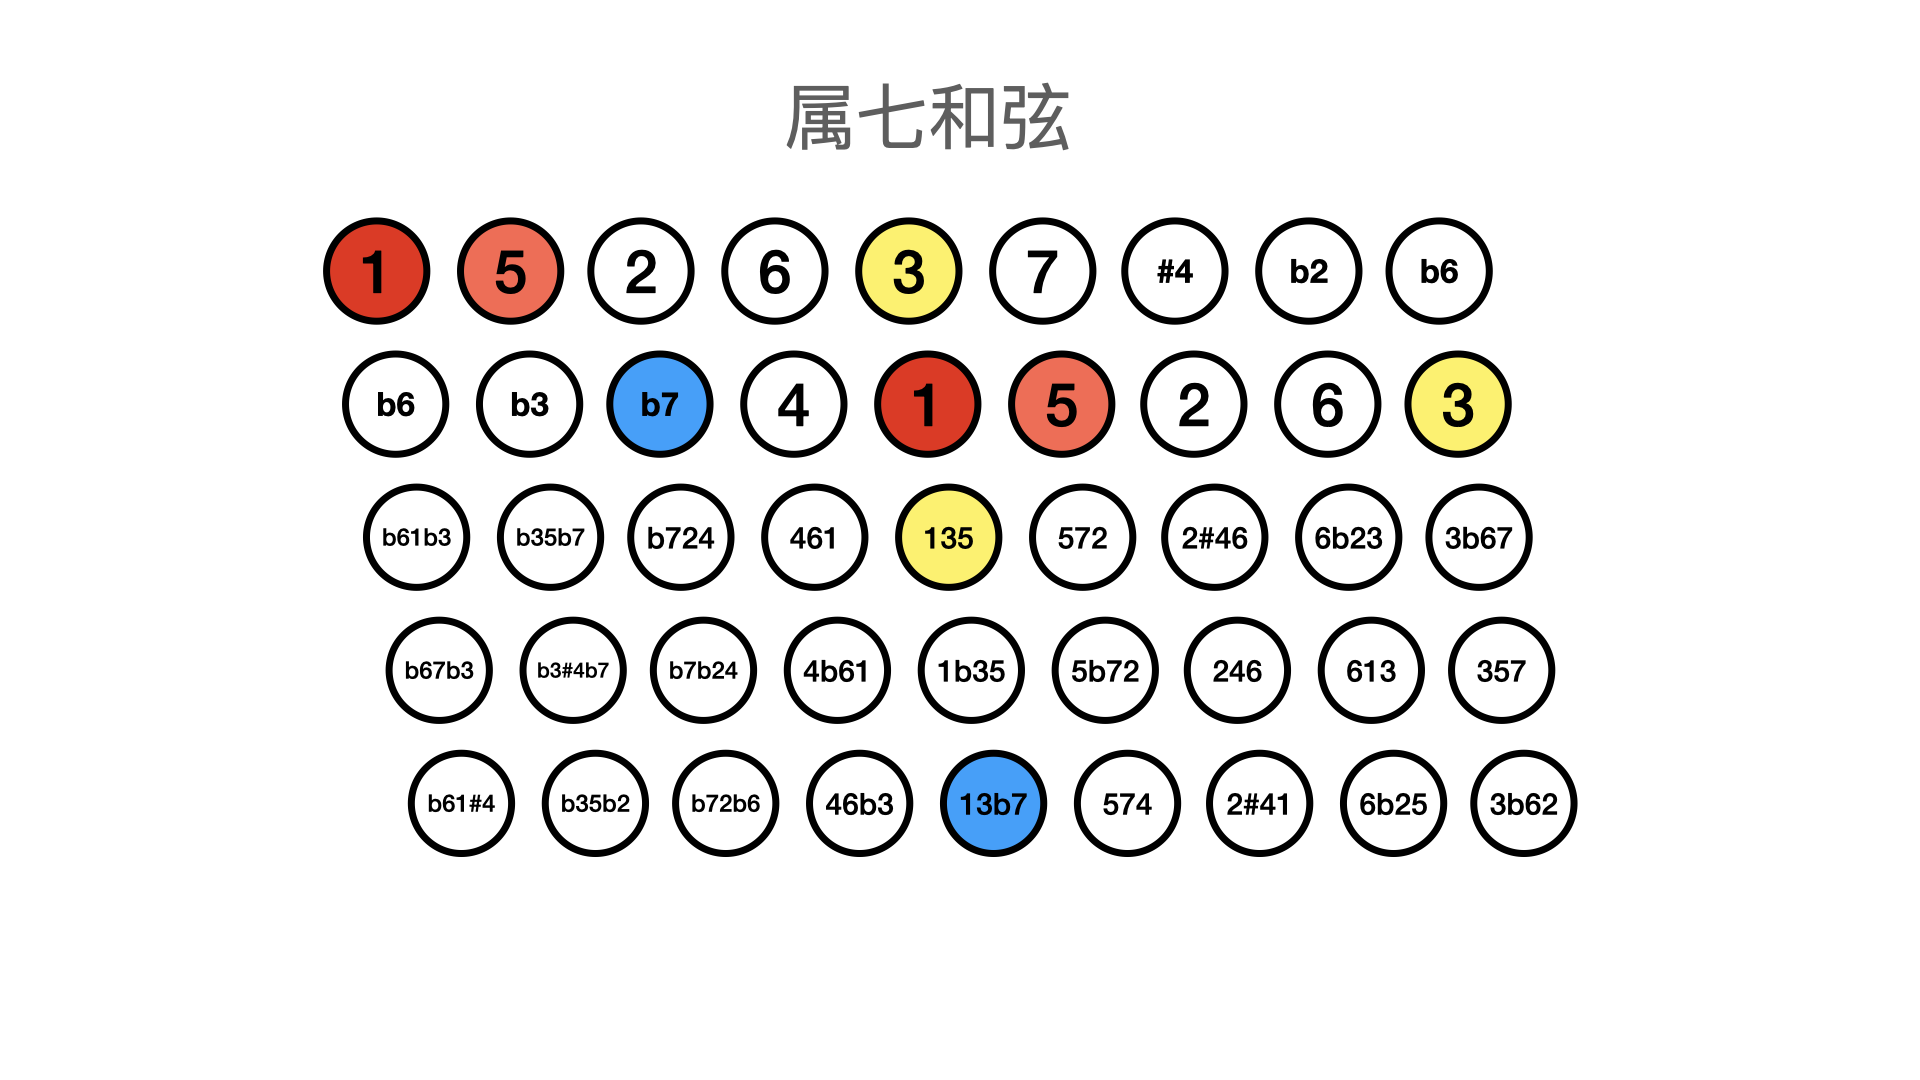 属七和弦
1 5 2 6 3 7 #4 b2 b6
b6 b3 b7 4 1 5 2 6 3
b61b3 b35b7 b724 461 135 572 2#46 6b23 3b67
b67b3 b3#4b7 b7b24 4b61 1b35 5b72 246 613 357
b61#4 b35b2 b72b6 46b3 13b7 574 2#41 6b25 3b62